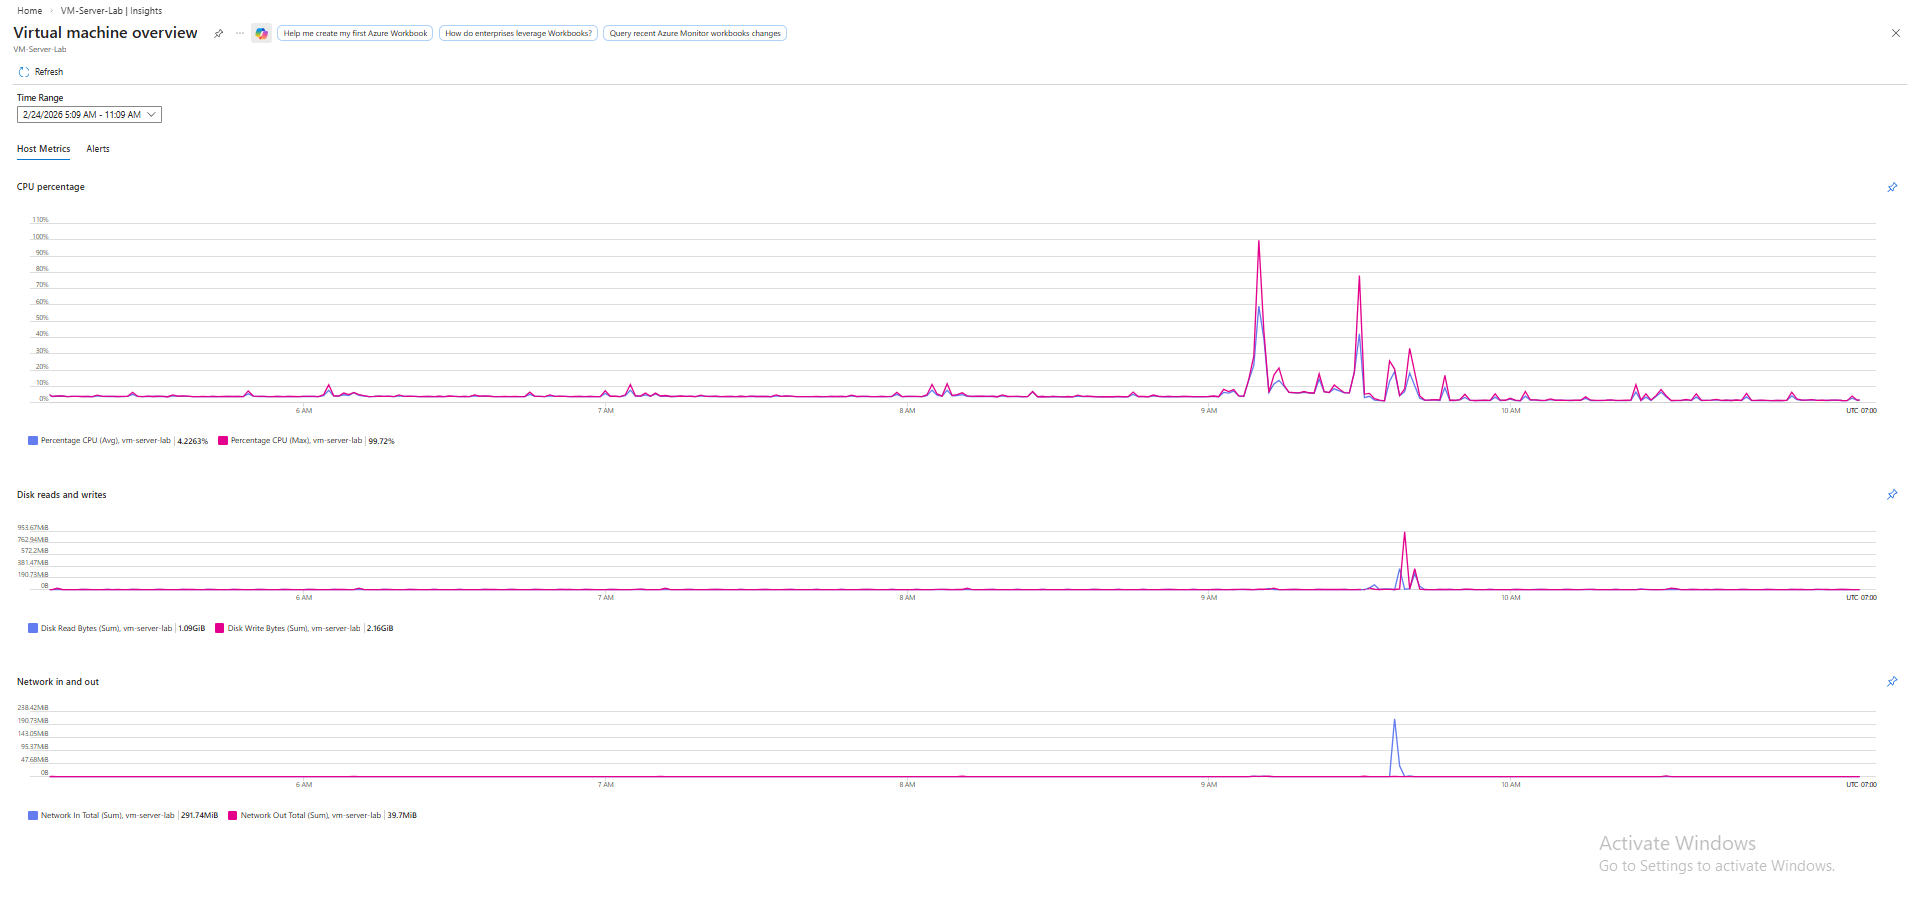 Home › VM-Server-Lab | Insights
Virtual machine overview
Help me create my first Azure Workbook
How do enterprises leverage Workbooks?
Query recent Azure Monitor workbooks changes
VM-Server-Lab
Refresh
Time Range
2/24/2026 5:09 AM - 11:09 AM
Host Metrics Alerts
CPU percentage
110%
100%
90%
80%
70%
60%
50%
40%
30%
20%
10%
0%
6 AM 7 AM 8 AM 9 AM 10 AM UTC-07:00
Percentage CPU (Avg), vm-server-lab | 4.2263% Percentage CPU (Max), vm-server-lab | 99.72%
Disk reads and writes
953.67MiB
762.94MiB
572.2MiB
381.47MiB
190.73MiB
0B
6 AM 7 AM 8 AM 9 AM 10 AM UTC-07:00
Disk Read Bytes (Sum), vm-server-lab | 1.09GiB Disk Write Bytes (Sum), vm-server-lab | 2.16GiB
Network in and out
238.42MiB
190.73MiB
143.05MiB
95.37MiB
47.68MiB
0B
6 AM 7 AM 8 AM 9 AM 10 AM UTC-07:00
Network In Total (Sum), vm-server-lab | 291.74MiB Network Out Total (Sum), vm-server-lab | 39.7MiB
Activate Windows
Go to Settings to activate Windows.